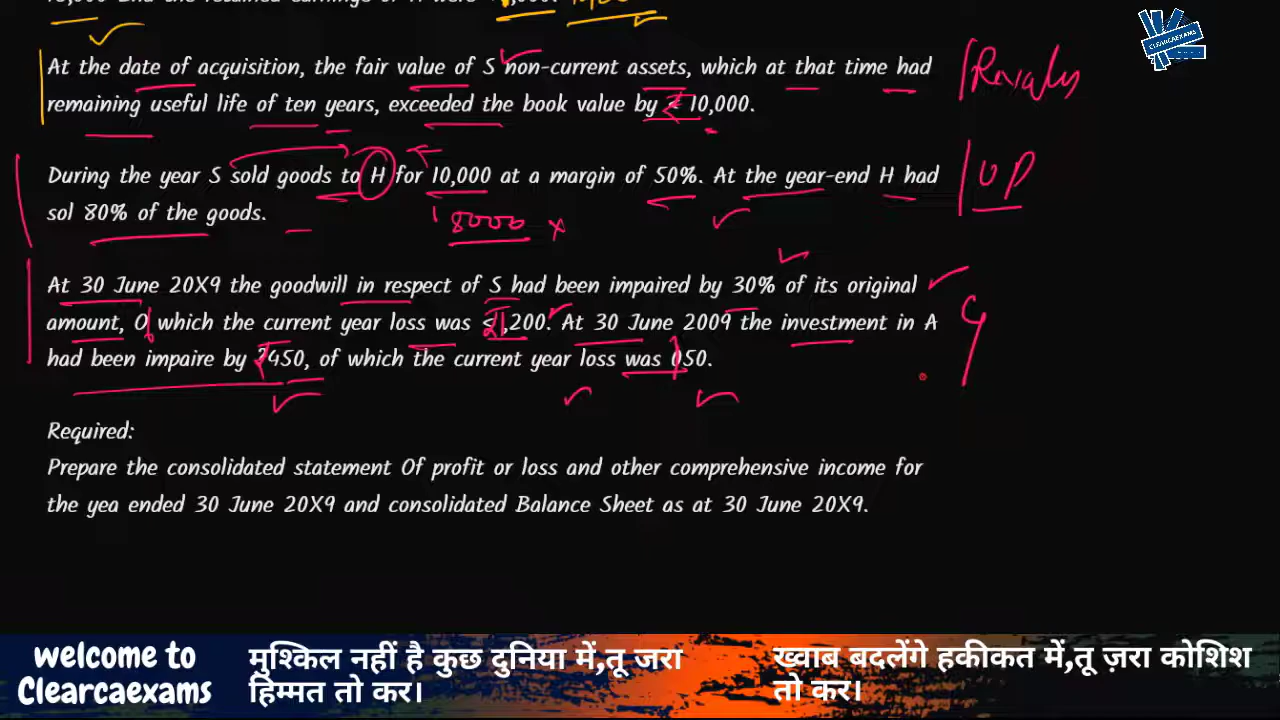 At the date of acquisition, the fair value of S non-current assets, which at that time had
remaining useful life of ten years, exceeded the book value by ₹ 10,000.
During the year S sold goods to H for 10,000 at a margin of 50%. At the year-end H had
sol 80% of the goods.
8000 x
UP
At 30 June 20X9 the goodwill in respect of S had been impaired by 30% of its original
amount, O which the current year loss was ₹1,200. At 30 June 2009 the investment in A
had been impaire by ₹450, of which the current year loss was 050.
Required:
Prepare the consolidated statement Of profit or loss and other comprehensive income for
the yea ended 30 June 20X9 and consolidated Balance Sheet as at 30 June 20X9.
CLEARCAEXAMS
welcome to
Clearcaexams
मुश्किल नहीं है कुछ दुनिया में,तू जरा
हिम्मत तो कर।
ख्वाब बदलेंगे हकीकत में,तू ज़रा कोशिश
तो कर।